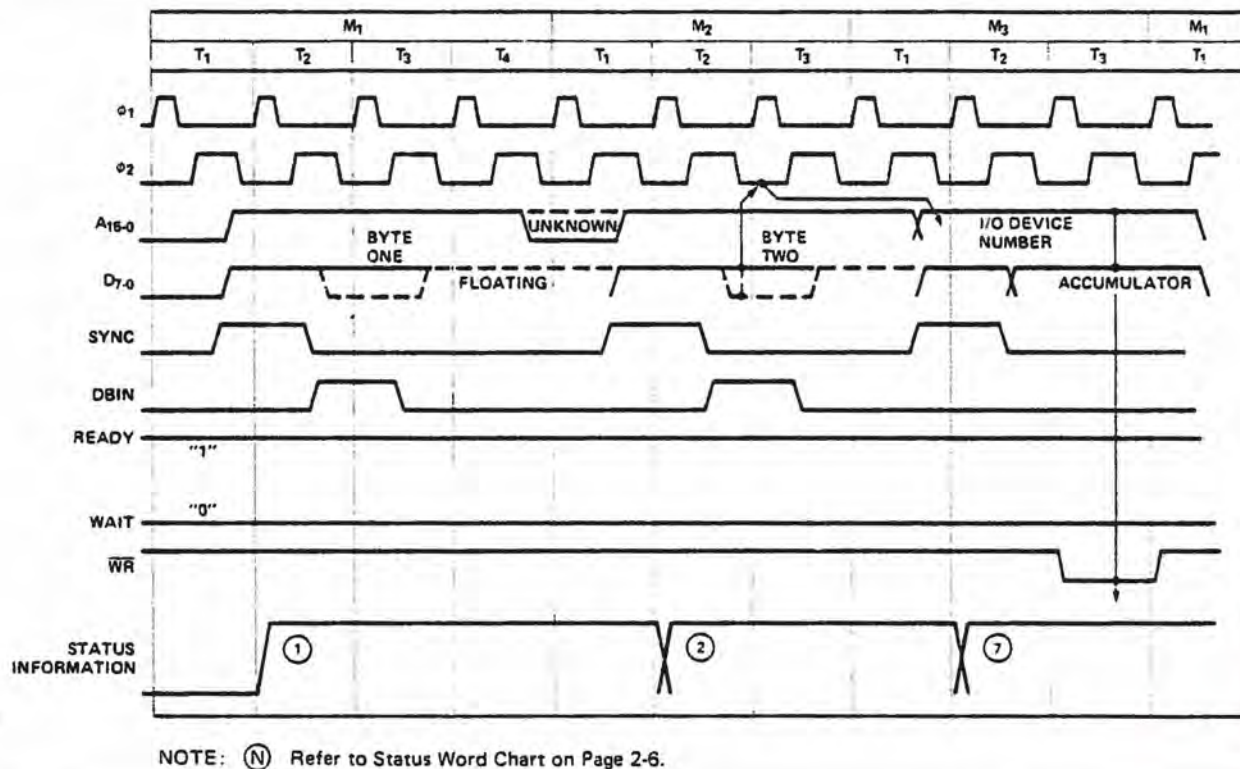 M1 M2 M3 M1
T1 T2 T3 T4 T1 T2 T3 T1 T2 T3 T1
φ1
φ2
A15-0
UNKNOWN
I/O DEVICE
NUMBER
BYTE
ONE
BYTE
TWO
D7-0
FLOATING
ACCUMULATOR
SYNC
DBIN
READY
"1"
"0"
WAIT
WR
STATUS
INFORMATION
1 2 7
NOTE: N Refer to Status Word Chart on Page 2-6.